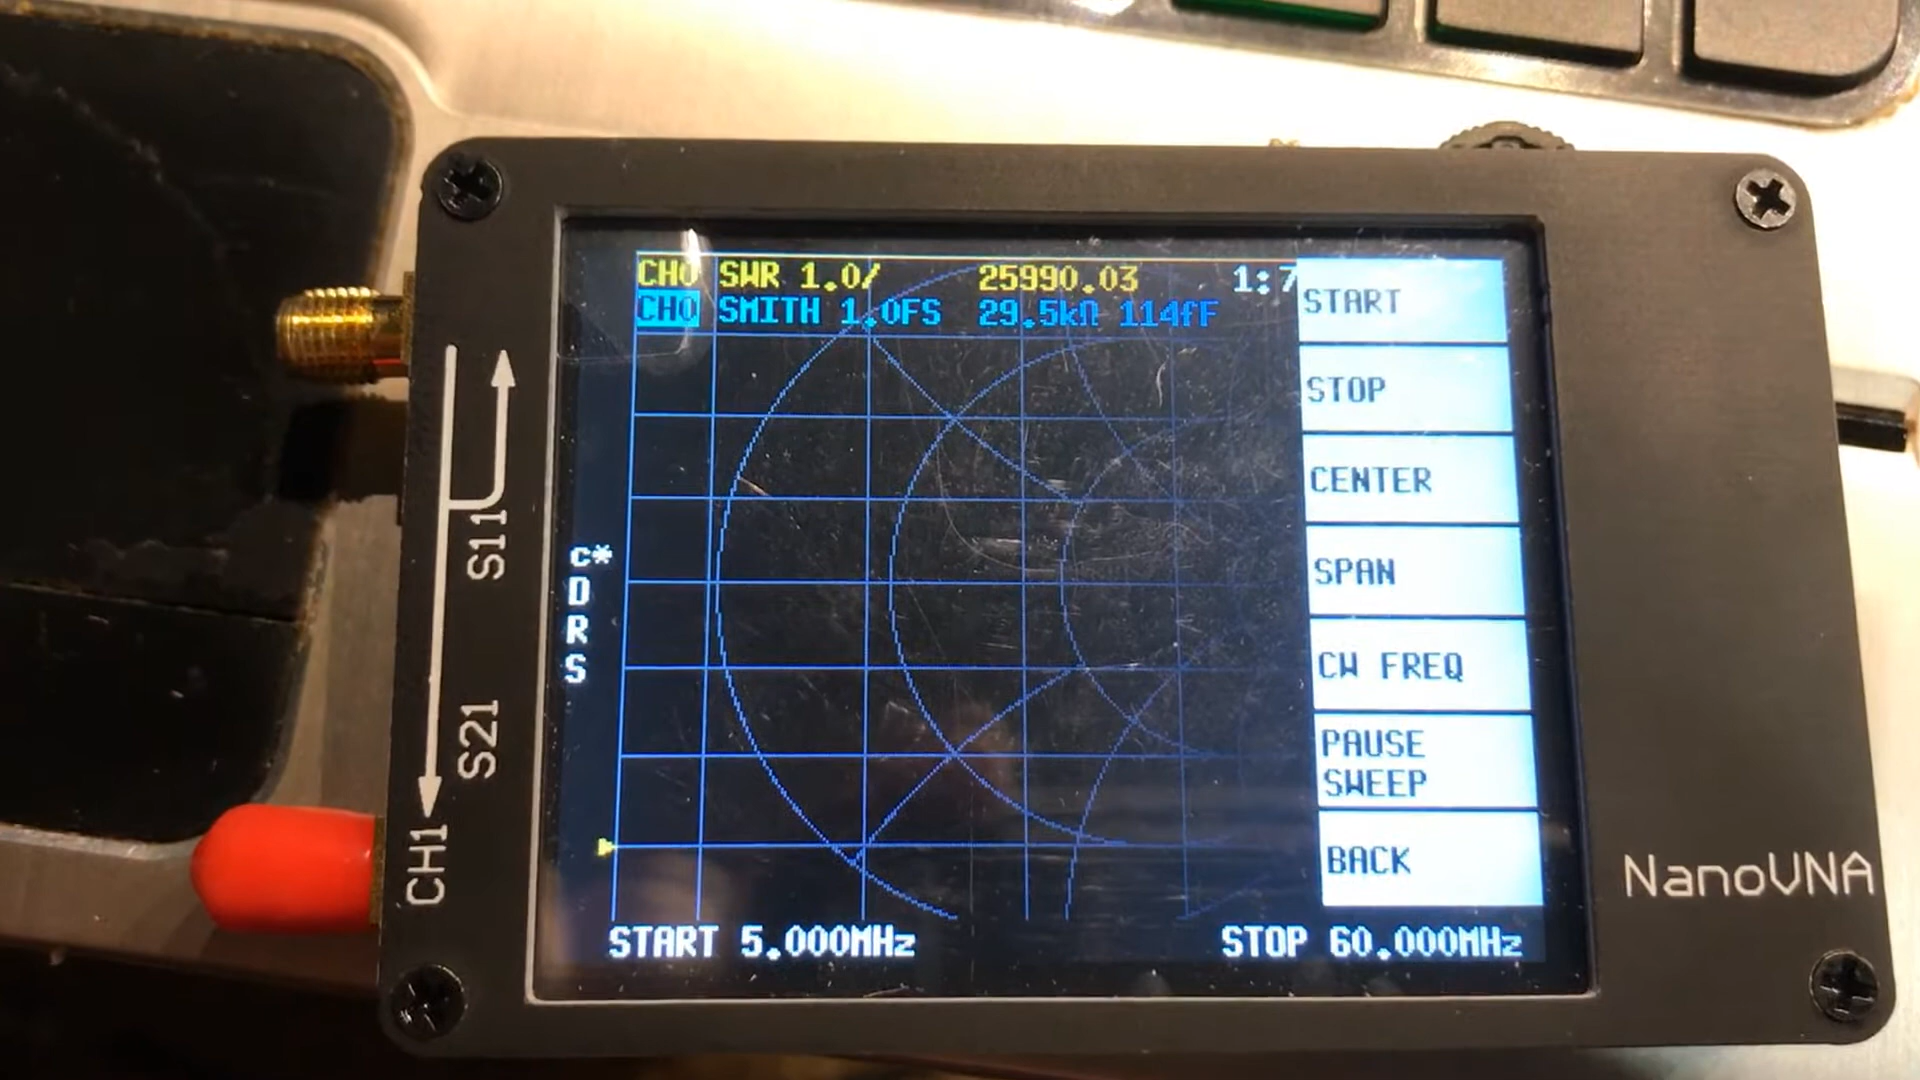 CH0 SWR 1.0/ 25990.03 1:7
CH0 SMITH 1.0FS 29.5kΩ 114fF
START
STOP
CENTER
SPAN
CW FREQ
PAUSE
SWEEP
BACK
c*
D
R
S
START 5.000MHz STOP 60.000MHz
S11
S21
CH1
NanoVNA